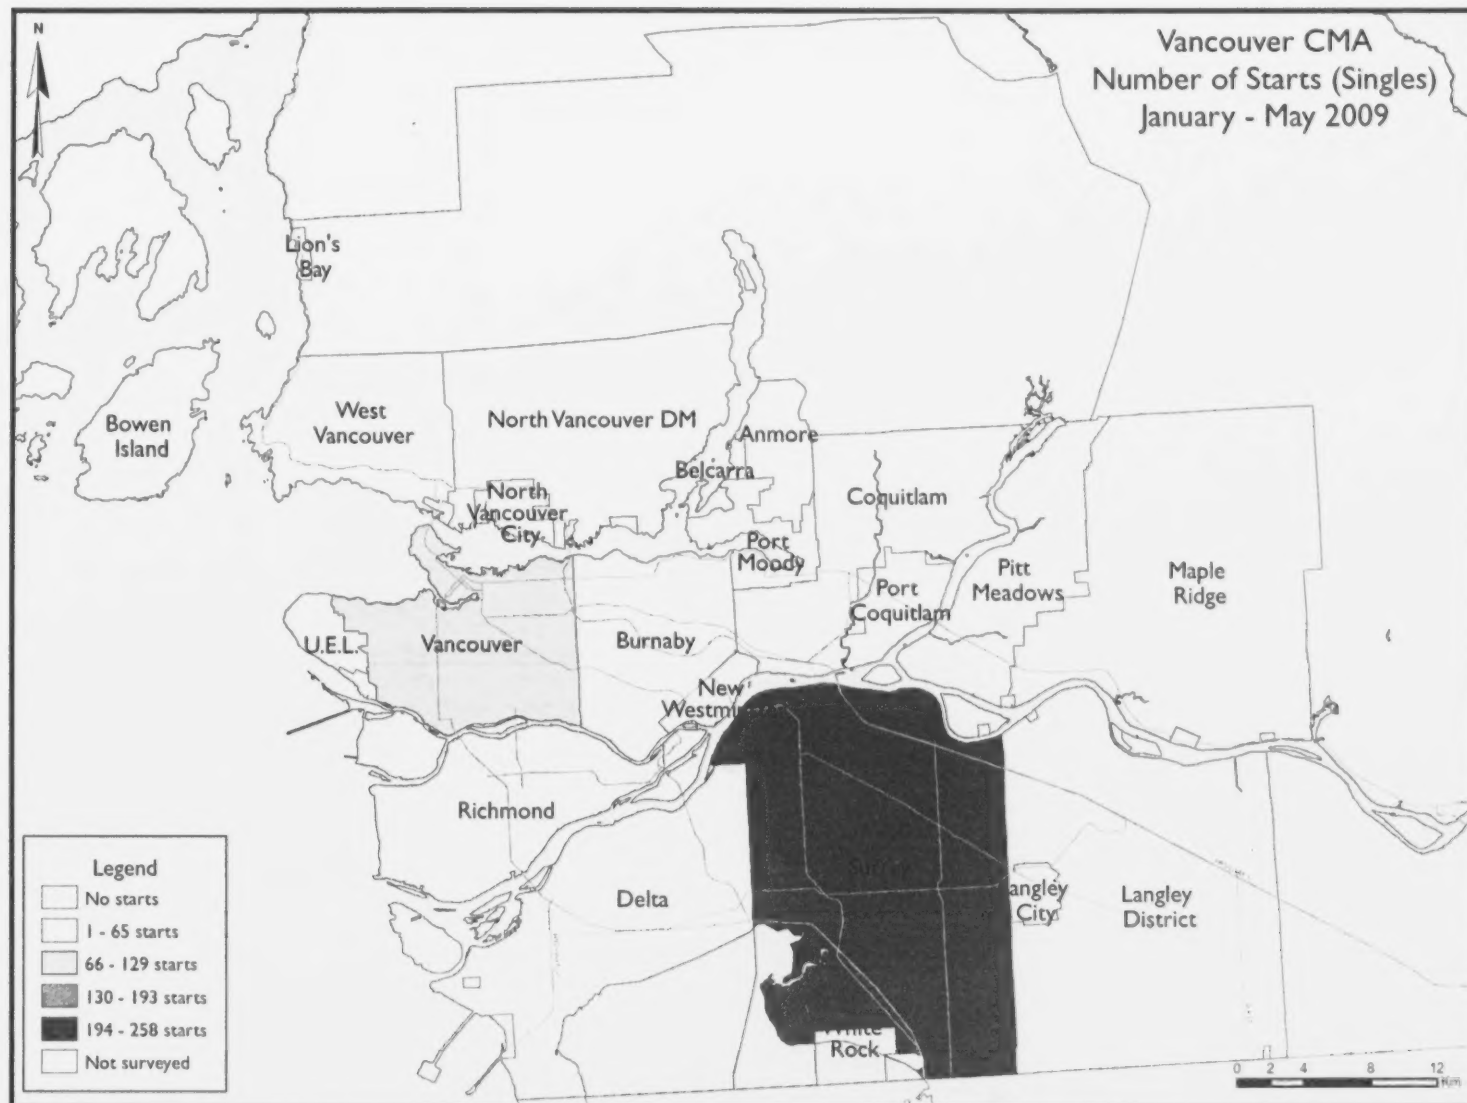 N
Vancouver CMA
Number of Starts (Singles)
January - May 2009
Lion's
Bay
Bowen
Island
West
Vancouver
North Vancouver DM
Anmore
Belcarra
North
Vancouver
City
Coquitlam
Port
Moody
Pitt
Meadows
Port
Coquitlam
Maple
Ridge
U.E.L.
Vancouver
Burnaby
New
Richmond
Surrey
Delta
City
Langley
District
White
Rock
Legend
No starts
1 - 65 starts
66 - 129 starts
130 - 193 starts
194 - 258 starts
Not surveyed
0 2 4 8 12
Km